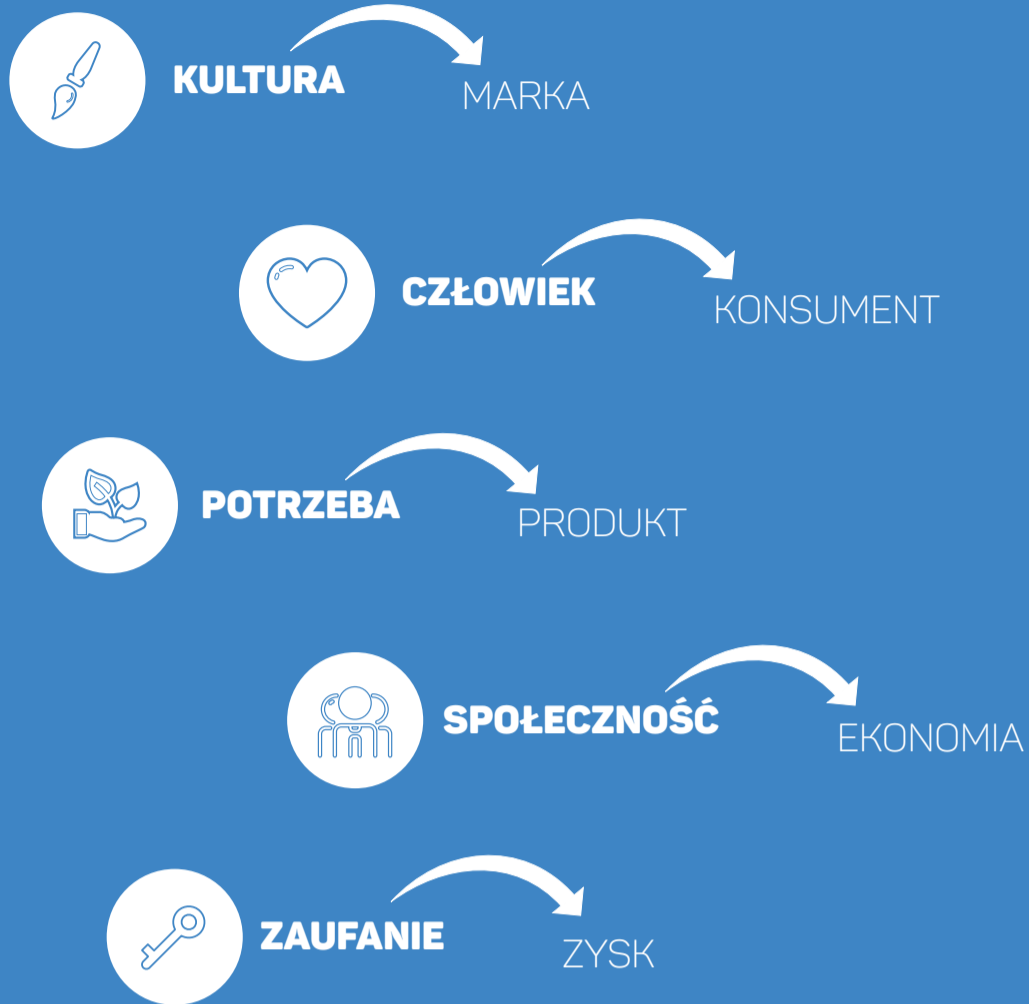 KULTURA
MARKA
CZŁOWIEK
KONSUMENT
POTRZEBA
PRODUKT
SPOŁECZNOŚĆ
EKONOMIA
ZAUFANIE
ZYSK